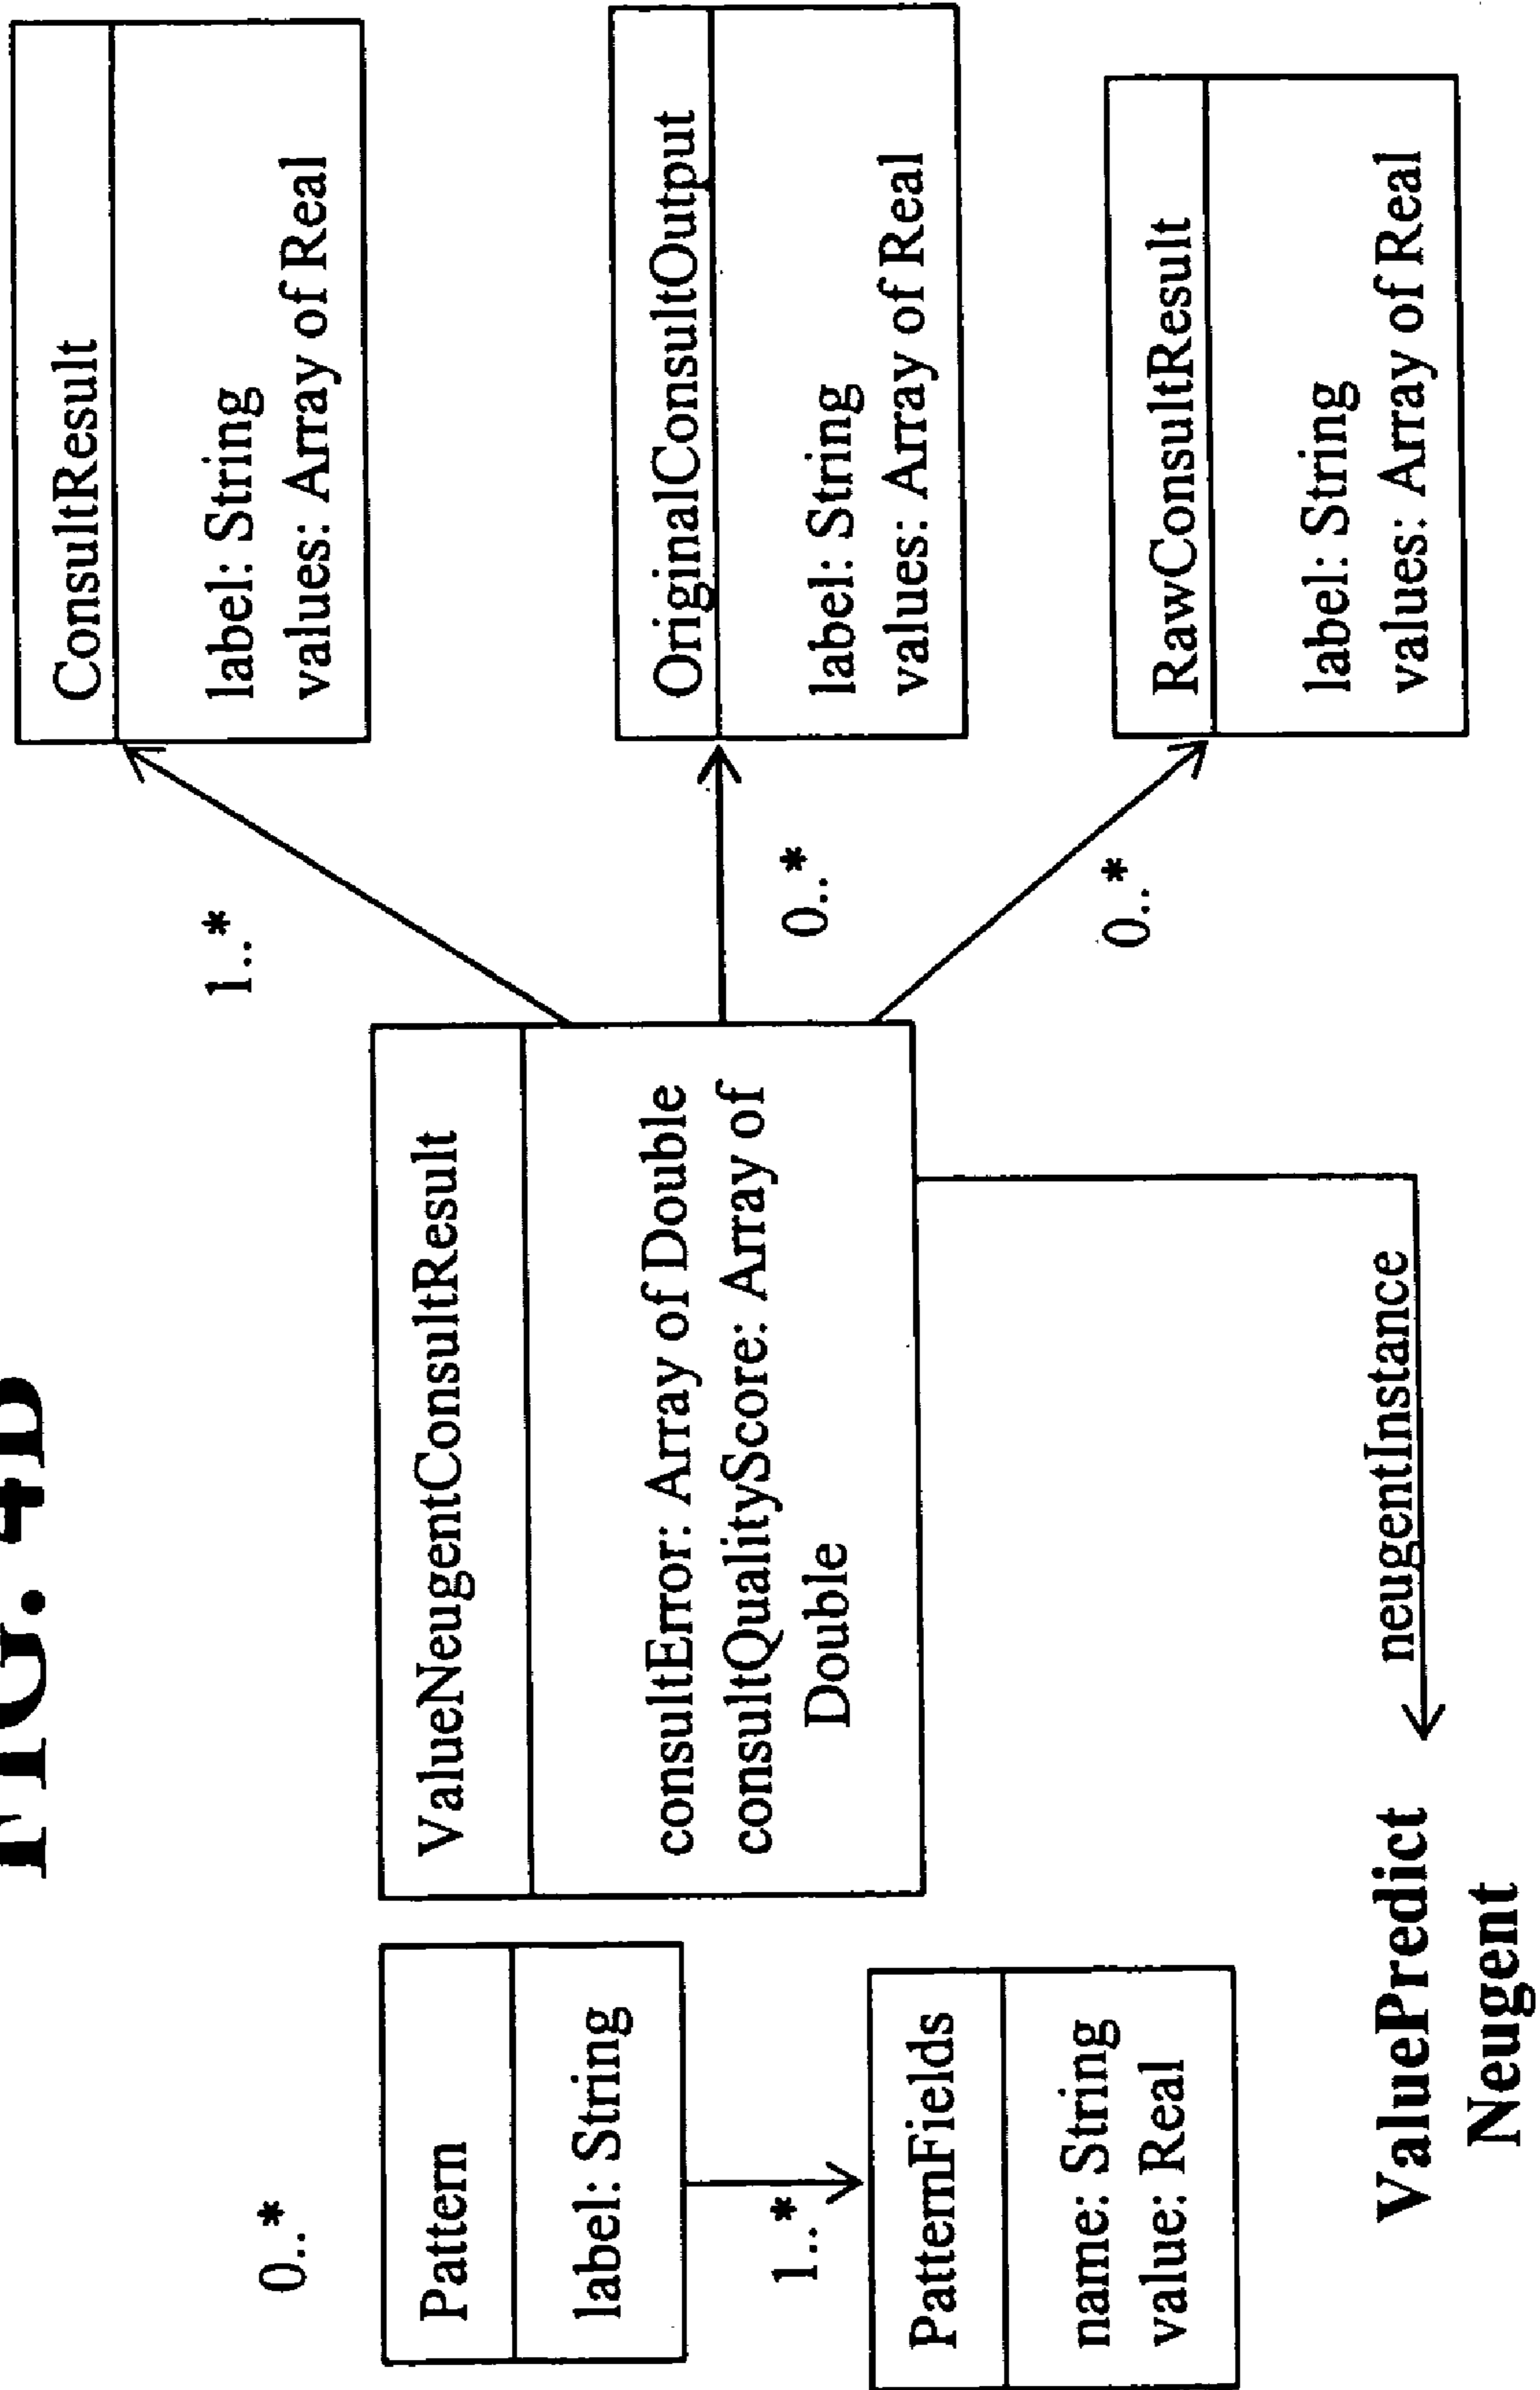 FIG. 4D
0..*
Pattern
label: String
1..*
PatternFields
name: String
value: Real
ValueNeugentConsultResult
consultError: Array of Double
consultQualityScore: Array of
Double
1..*
0..*
0..*
ConsultResult
label: String
values: Array of Real
OriginalConsultOutput
label: String
values: Array of Real
RawConsultResult
label: String
values: Array of Real
neugentInstance
ValuePredict
Neugent